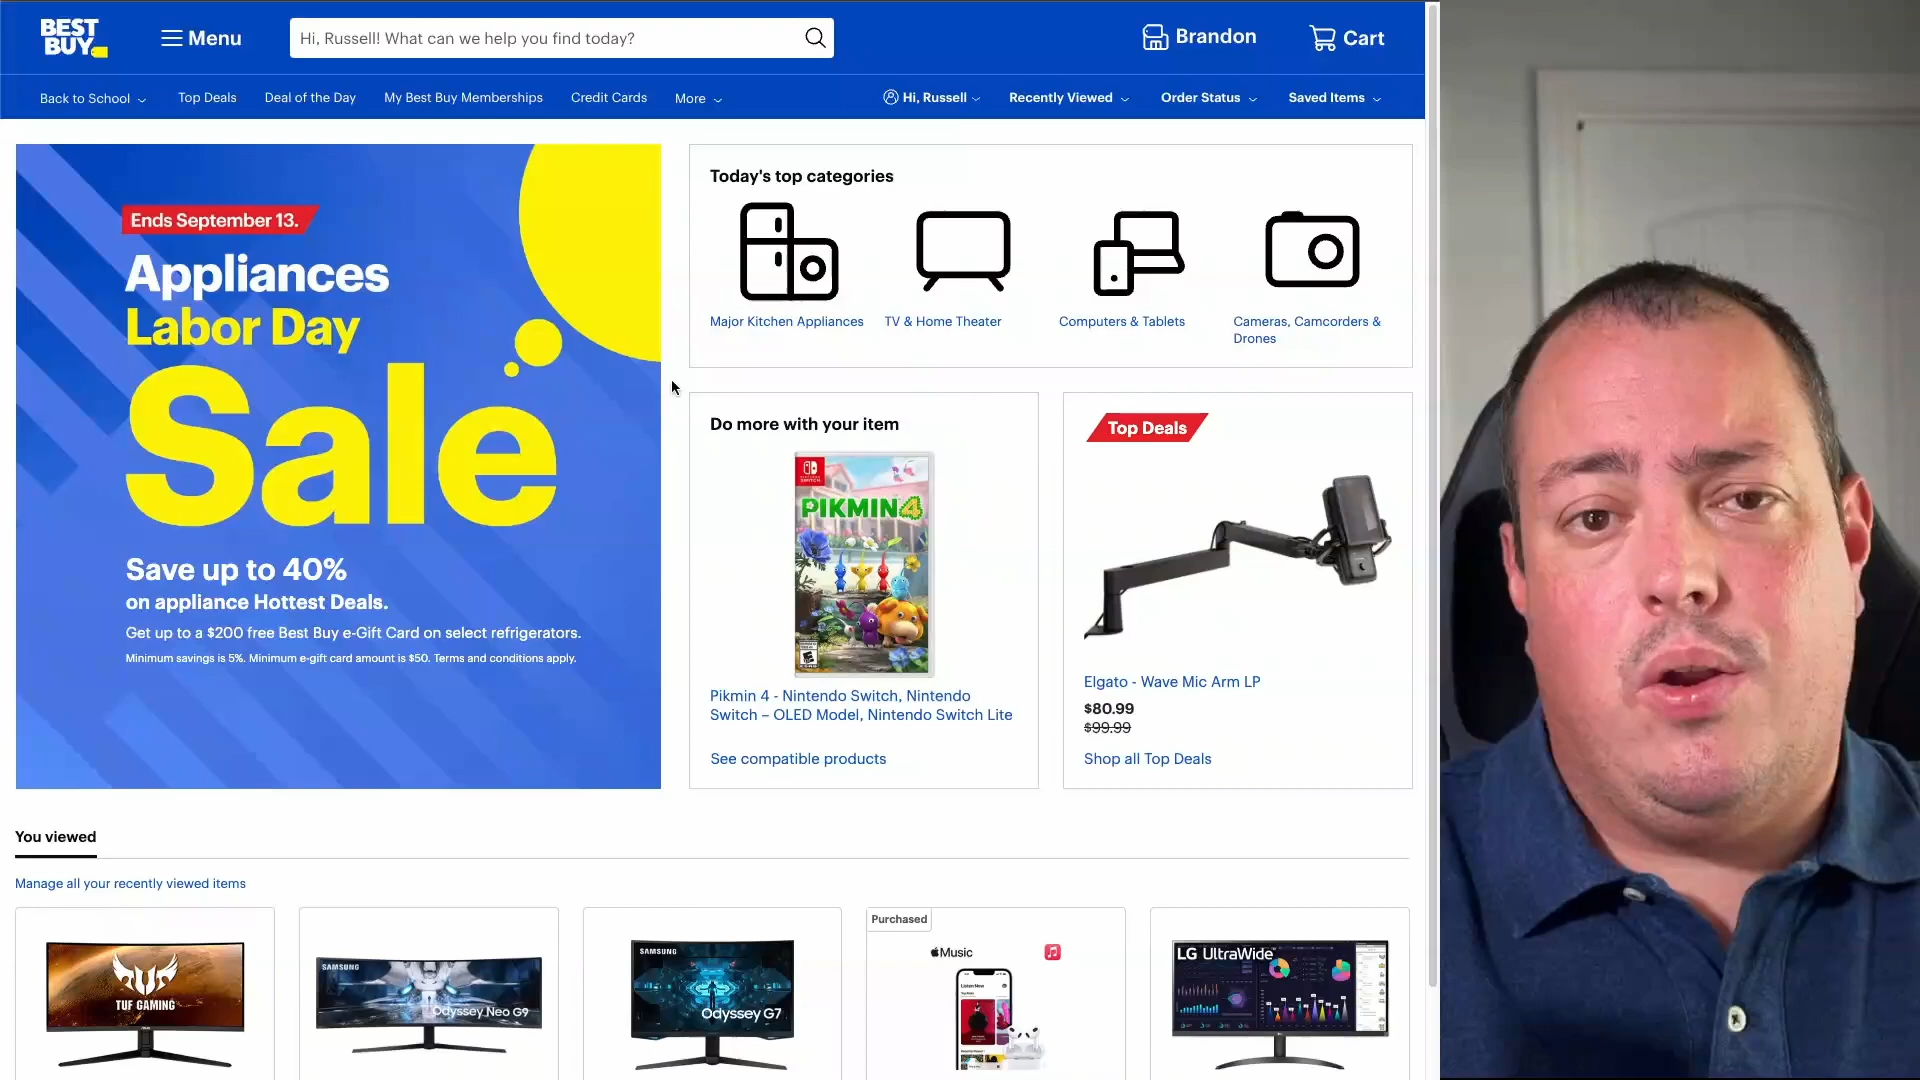 BEST
BUY
Menu
Hi, Russell! What can we help you find today?
Brandon
Cart
Back to School
Top Deals
Deal of the Day
My Best Buy Memberships
Credit Cards
More
Hi, Russell
Recently Viewed
Order Status
Saved Items
Ends September 13.
Appliances
Labor Day
Sale
Save up to 40%
on appliance Hottest Deals.
Get up to a $200 free Best Buy e-Gift Card on select refrigerators.
Minimum savings is 5%. Minimum e-gift card amount is $50. Terms and conditions apply.
Today's top categories
Major Kitchen Appliances
TV & Home Theater
Computers & Tablets
Cameras, Camcorders &
Drones
Do more with your item
PIKMIN 4
Pikmin 4 - Nintendo Switch, Nintendo
Switch – OLED Model, Nintendo Switch Lite
See compatible products
Top Deals
Elgato - Wave Mic Arm LP
$80.99
$99.99
Shop all Top Deals
You viewed
Manage all your recently viewed items
TUF GAMING
SAMSUNG
Odyssey Neo G9
SAMSUNG
Odyssey G7
Purchased
Music
Listen Now
LG UltraWide